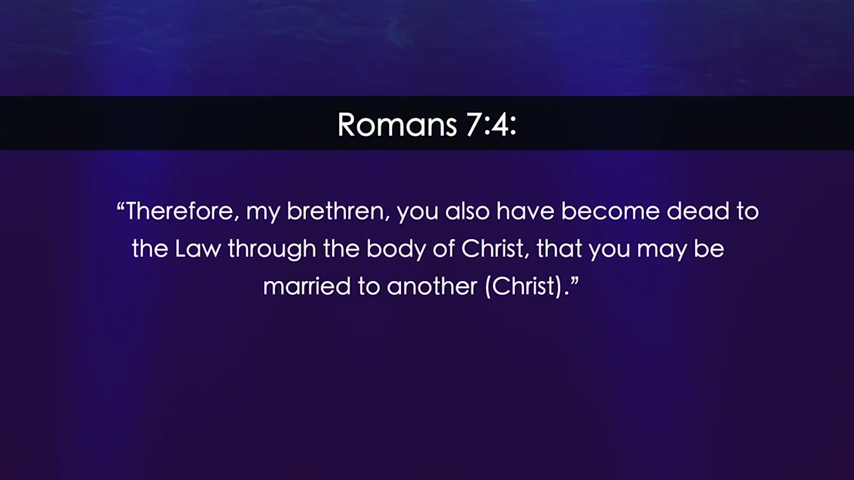 Romans 7:4:
“Therefore, my brethren, you also have become dead to
the Law through the body of Christ, that you may be
married to another (Christ).”